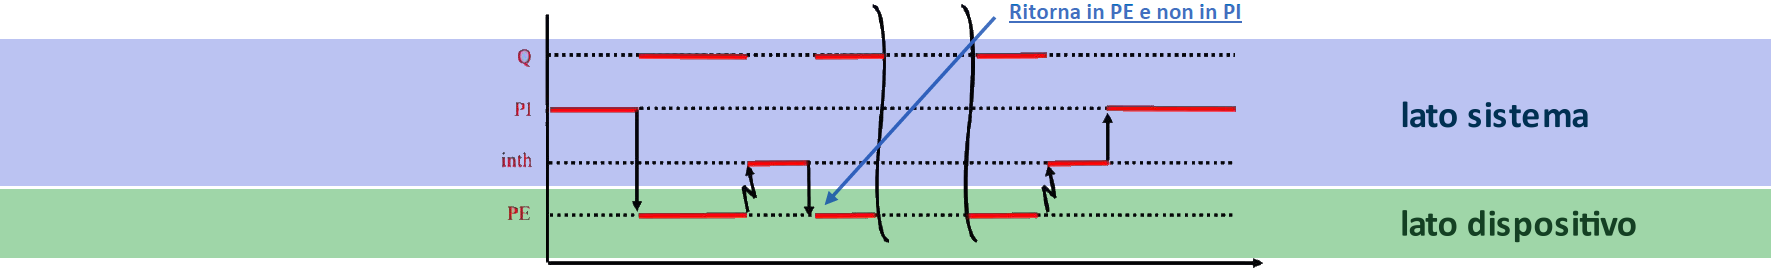 Ritorna in PE e non in PI
Q
PI
inth
PE
lato sistema
lato dispositivo